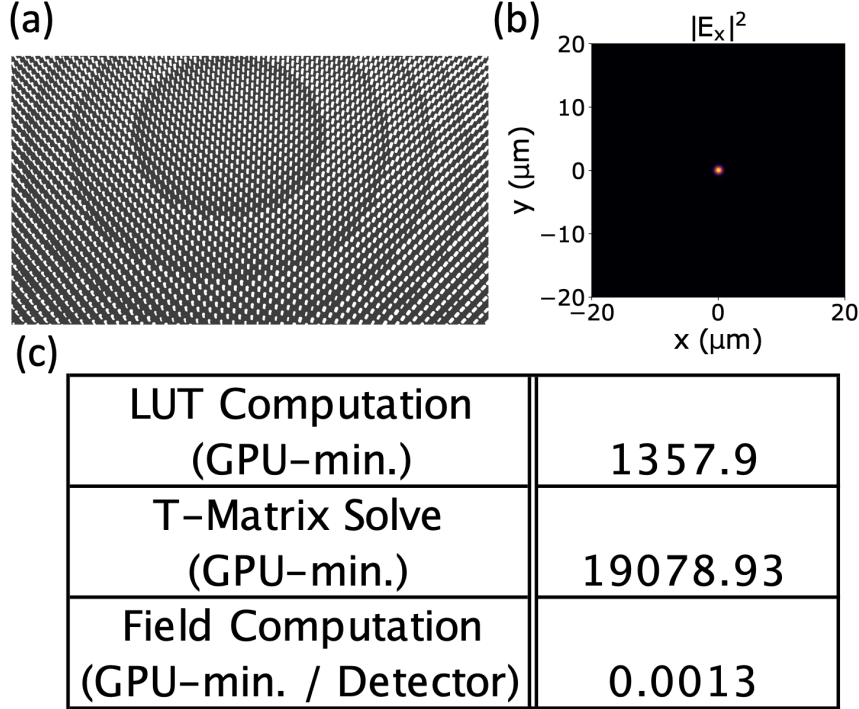 (a)
(b)
|Eₓ|²
20
10
0
−10
−20
y (μm)
−20
0
20
x (μm)
(c)
LUT Computation
(GPU−min.)
1357.9
T−Matrix Solve
(GPU−min.)
19078.93
Field Computation
(GPU−min. / Detector)
0.0013